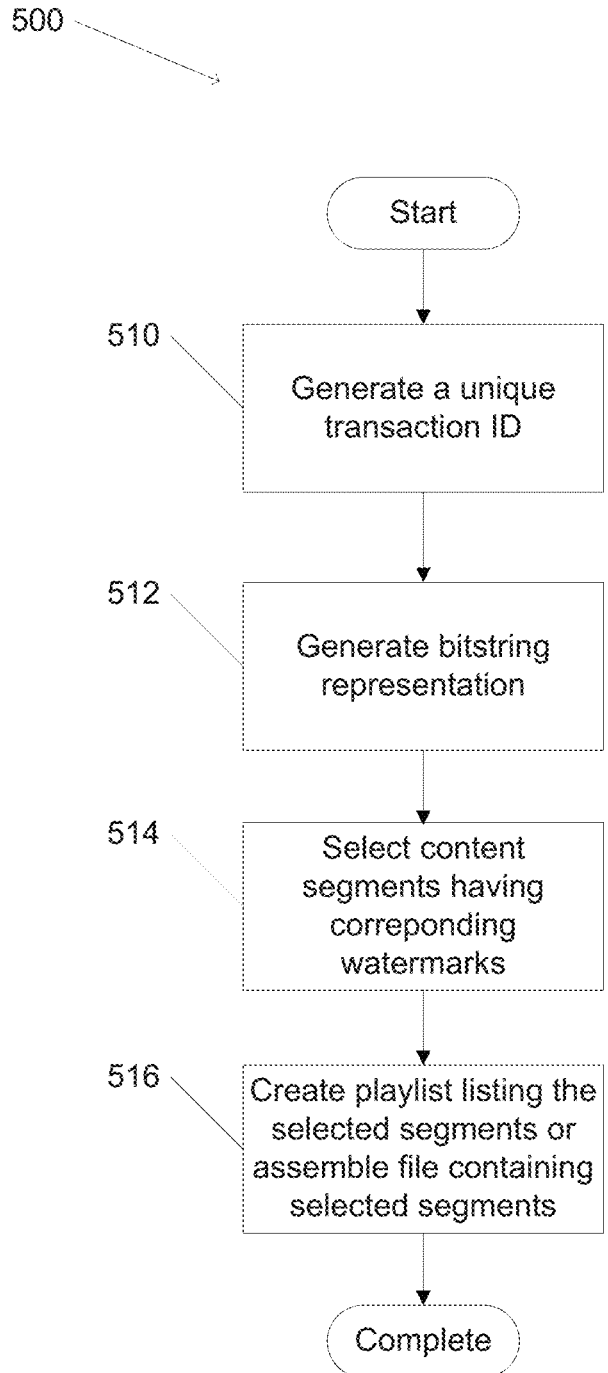 500
Start
510
Generate a unique
transaction ID
512
Generate bitstring
representation
514
Select content
segments having
correponding
watermarks
516
Create playlist listing the
selected segments or
assemble file containing
selected segments
Complete